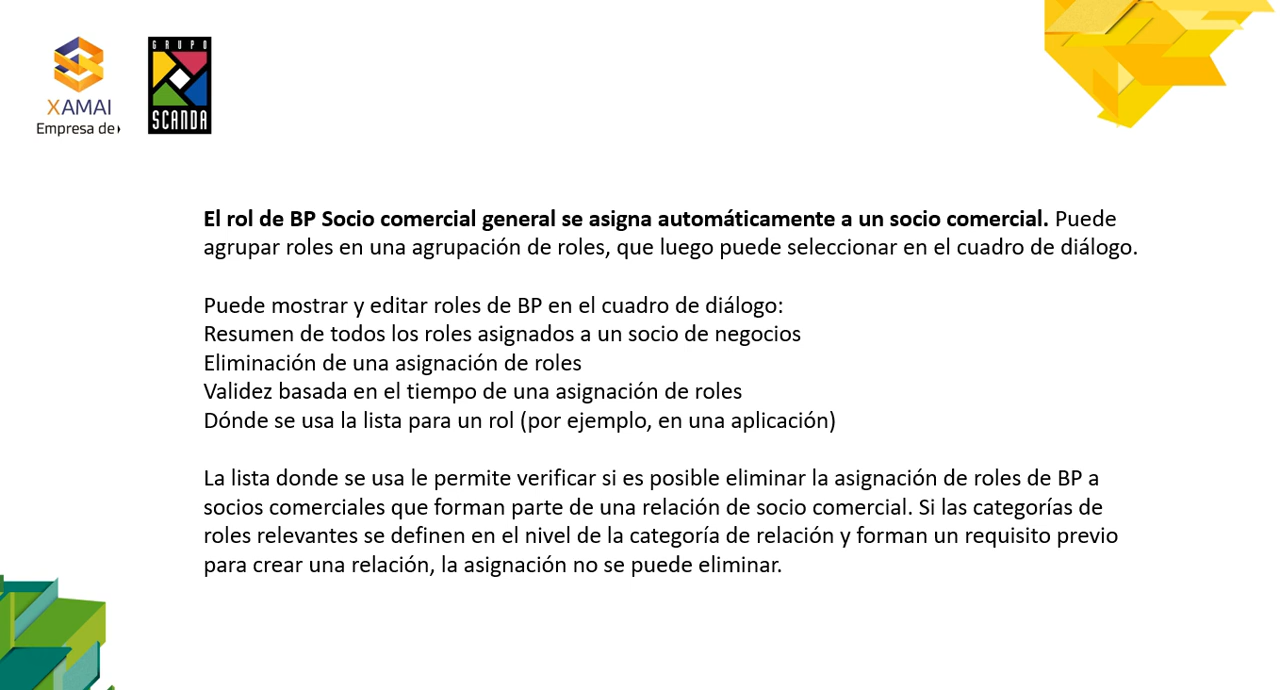 GRUPO
SCANDA
XAMAI
Empresa de
El rol de BP Socio comercial general se asigna automáticamente a un socio comercial. Puede
agrupar roles en una agrupación de roles, que luego puede seleccionar en el cuadro de diálogo.
Puede mostrar y editar roles de BP en el cuadro de diálogo:
Resumen de todos los roles asignados a un socio de negocios
Eliminación de una asignación de roles
Validez basada en el tiempo de una asignación de roles
Dónde se usa la lista para un rol (por ejemplo, en una aplicación)
La lista donde se usa le permite verificar si es posible eliminar la asignación de roles de BP a
socios comerciales que forman parte de una relación de socio comercial. Si las categorías de
roles relevantes se definen en el nivel de la categoría de relación y forman un requisito previo
para crear una relación, la asignación no se puede eliminar.